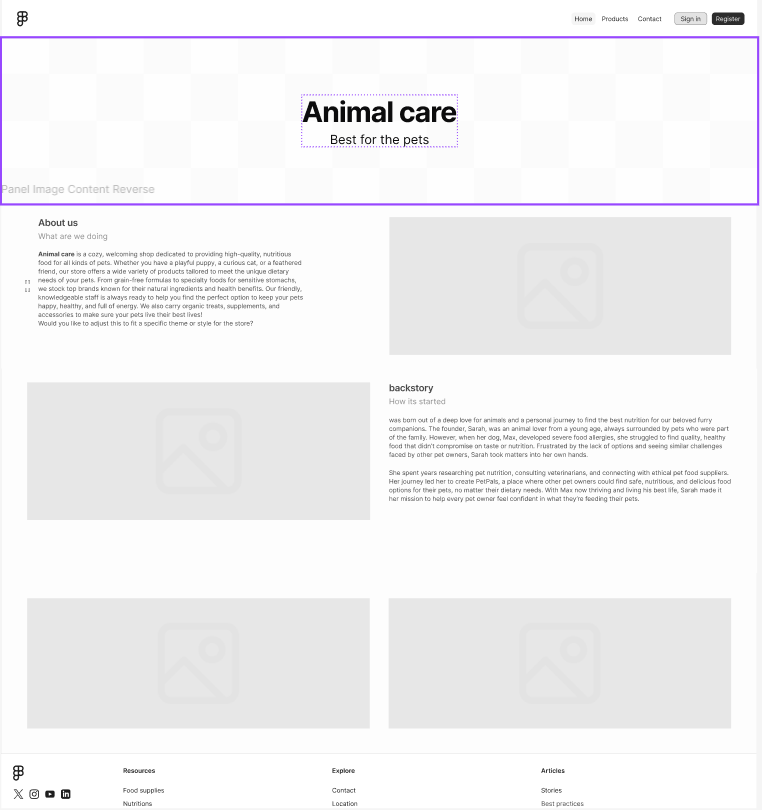 Home Products Contact Sign in Register
Animal care
Best for the pets
Panel Image Content Reverse
About us
What are we doing
Animal care is a cozy, welcoming shop dedicated to providing high-quality, nutritious
food for all kinds of pets. Whether you have a playful puppy, a curious cat, or a feathered
friend, our store offers a wide variety of products tailored to meet the unique dietary
needs of your pets. From grain-free formulas to specialty foods for sensitive stomachs,
we stock top brands known for their natural ingredients and health benefits. Our friendly,
knowledgeable staff is always ready to help you find the perfect option to keep your pets
happy, healthy, and full of energy. We also carry organic treats, supplements, and
accessories to make sure your pets live their best lives!
Would you like to adjust this to fit a specific theme or style for the store?
backstory
How its started
was born out of a deep love for animals and a personal journey to find the best nutrition for our beloved furry
companions. The founder, Sarah, was an animal lover from a young age, always surrounded by pets who were part
of the family. However, when her dog, Max, developed severe food allergies, she struggled to find quality, healthy
food that didn't compromise on taste or nutrition. Frustrated by the lack of options and seeing similar challenges
faced by other pet owners, Sarah took matters into her own hands.
She spent years researching pet nutrition, consulting veterinarians, and connecting with ethical pet food suppliers.
Her journey led her to create PetPals, a place where other pet owners could find safe, nutritious, and delicious food
options for their pets, no matter their dietary needs. With Max now thriving and living his best life, Sarah made it
her mission to help every pet owner feel confident in what they're feeding their pets.
Resources
Food supplies
Nutritions
Explore
Contact
Location
Articles
Stories
Best practices